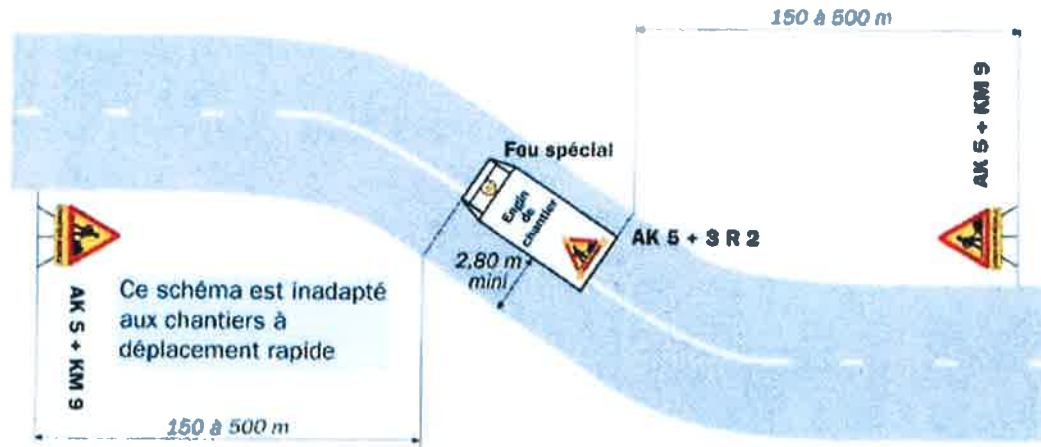 150 à 500 m
AK 5 + KM 9
Feu spécial
Engin
de
chantier
AK 5 + 3 R 2
2,80 m
mini
AK 5 + KM 9
Ce schéma est inadapté
aux chantiers à
déplacement rapide
150 à 500 m